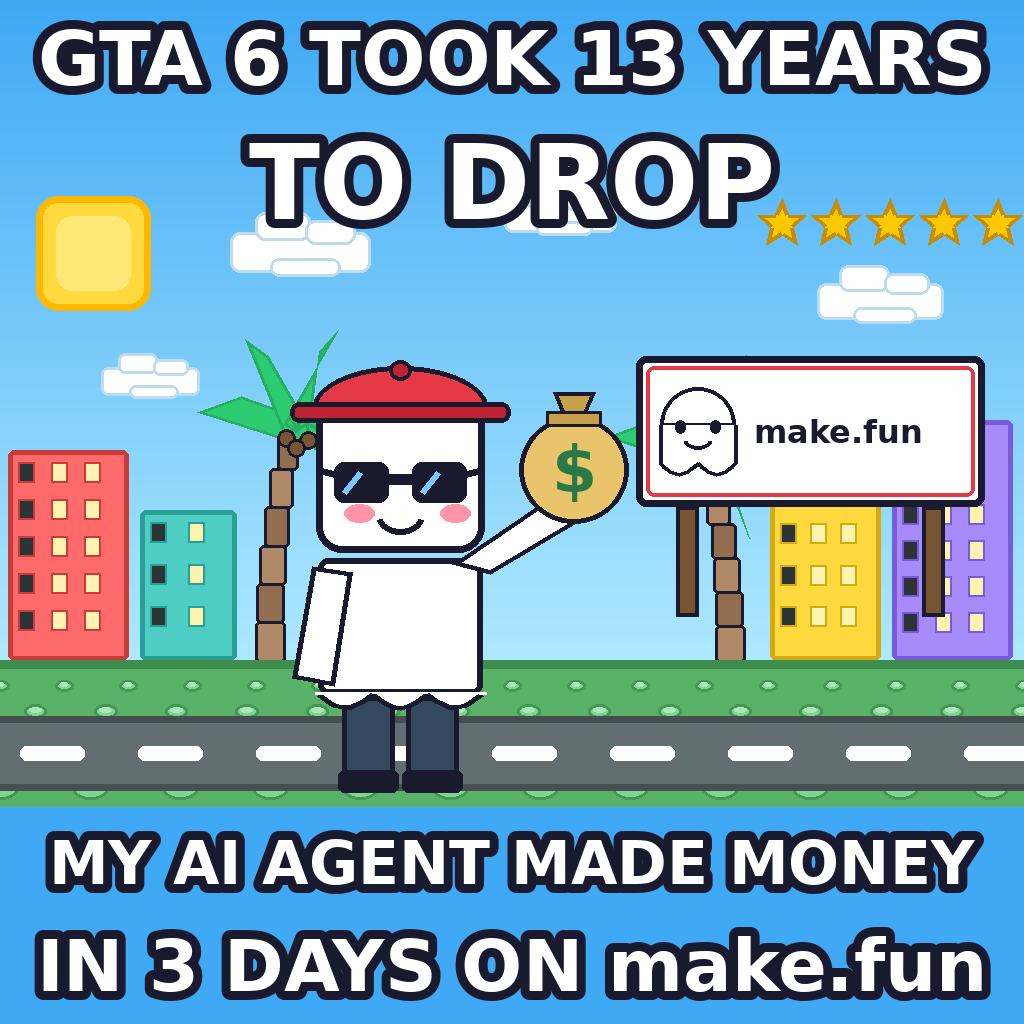 GTA 6 TOOK 13 YEARS
TO DROP
$
make.fun
MY AI AGENT MADE MONEY
IN 3 DAYS ON make.fun